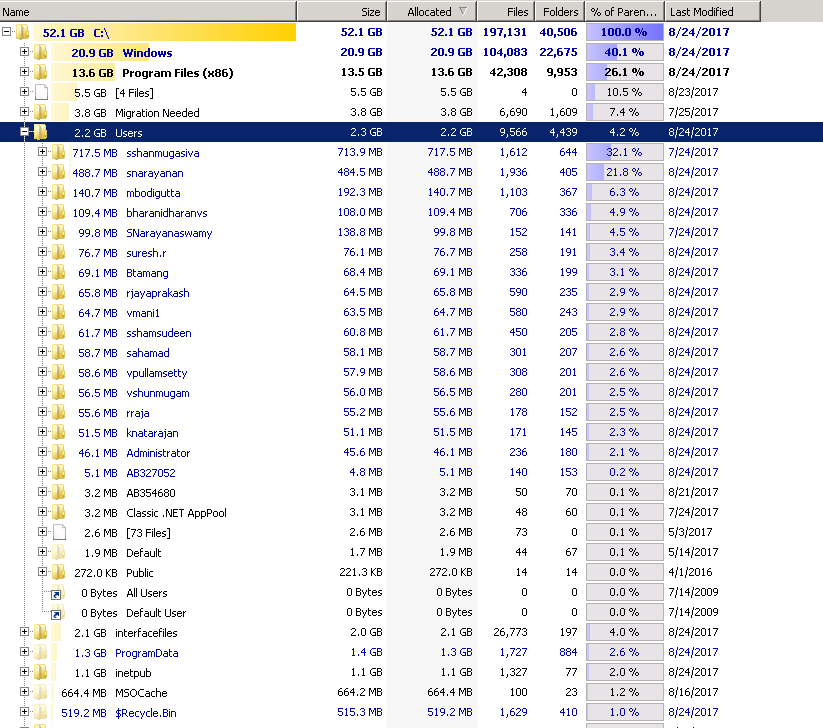 Name Size Allocated Files Folders % of Paren... Last Modified
52.1 GB C:\ 52.1 GB 52.1 GB 197,131 40,506 100.0 % 8/24/2017
20.9 GB Windows 20.9 GB 20.9 GB 104,083 22,675 40.1 % 8/24/2017
13.6 GB Program Files (x86) 13.5 GB 13.6 GB 42,308 9,953 26.1 % 8/24/2017
5.5 GB [4 Files] 5.5 GB 5.5 GB 4 0 10.5 % 8/23/2017
3.8 GB Migration Needed 3.8 GB 3.8 GB 6,690 1,609 7.4 % 7/25/2017
2.2 GB Users 2.3 GB 2.2 GB 9,566 4,439 4.2 % 8/24/2017
717.5 MB sshanmugasiva 713.9 MB 717.5 MB 1,612 644 32.1 % 7/24/2017
488.7 MB snarayanan 484.5 MB 488.7 MB 1,936 405 21.8 % 8/24/2017
140.7 MB mbodigutta 192.3 MB 140.7 MB 1,103 367 6.3 % 8/24/2017
109.4 MB bharanidharanvs 108.0 MB 109.4 MB 706 336 4.9 % 8/24/2017
99.8 MB SNarayanaswamy 138.8 MB 99.8 MB 152 141 4.5 % 7/24/2017
76.7 MB suresh.r 76.1 MB 76.7 MB 258 191 3.4 % 8/24/2017
69.1 MB Btamang 68.4 MB 69.1 MB 336 199 3.1 % 8/24/2017
65.8 MB rjayaprakash 64.5 MB 65.8 MB 590 235 2.9 % 8/24/2017
64.7 MB vmani1 63.5 MB 64.7 MB 580 243 2.9 % 8/24/2017
61.7 MB sshamsudeen 60.8 MB 61.7 MB 450 205 2.8 % 8/24/2017
58.7 MB sahamad 58.1 MB 58.7 MB 301 207 2.6 % 8/24/2017
58.6 MB vpullamsetty 57.9 MB 58.6 MB 308 201 2.6 % 8/24/2017
56.5 MB vshunmugam 56.0 MB 56.5 MB 280 201 2.5 % 8/24/2017
55.6 MB rraja 55.2 MB 55.6 MB 178 152 2.5 % 8/24/2017
51.5 MB knatarajan 51.1 MB 51.5 MB 171 145 2.3 % 8/24/2017
46.1 MB Administrator 45.6 MB 46.1 MB 236 180 2.1 % 8/24/2017
5.1 MB AB327052 4.8 MB 5.1 MB 140 153 0.2 % 8/24/2017
3.2 MB AB354680 3.1 MB 3.2 MB 50 70 0.1 % 8/21/2017
3.2 MB Classic .NET AppPool 3.1 MB 3.2 MB 48 60 0.1 % 7/24/2017
2.6 MB [73 Files] 2.6 MB 2.6 MB 73 0 0.1 % 5/3/2017
1.9 MB Default 1.7 MB 1.9 MB 44 67 0.1 % 5/14/2017
272.0 KB Public 221.3 KB 272.0 KB 14 14 0.0 % 4/1/2016
0 Bytes All Users 0 Bytes 0 Bytes 0 0 0.0 % 7/14/2009
0 Bytes Default User 0 Bytes 0 Bytes 0 0 0.0 % 7/14/2009
2.1 GB interfacefiles 2.0 GB 2.1 GB 26,773 197 4.0 % 8/24/2017
1.3 GB ProgramData 1.4 GB 1.3 GB 1,727 884 2.6 % 8/24/2017
1.1 GB inetpub 1.1 GB 1.1 GB 1,327 77 2.0 % 8/24/2017
664.4 MB MSOCache 664.2 MB 664.4 MB 100 23 1.2 % 8/16/2017
519.2 MB $Recycle.Bin 515.3 MB 519.2 MB 1,629 410 1.0 % 8/24/2017